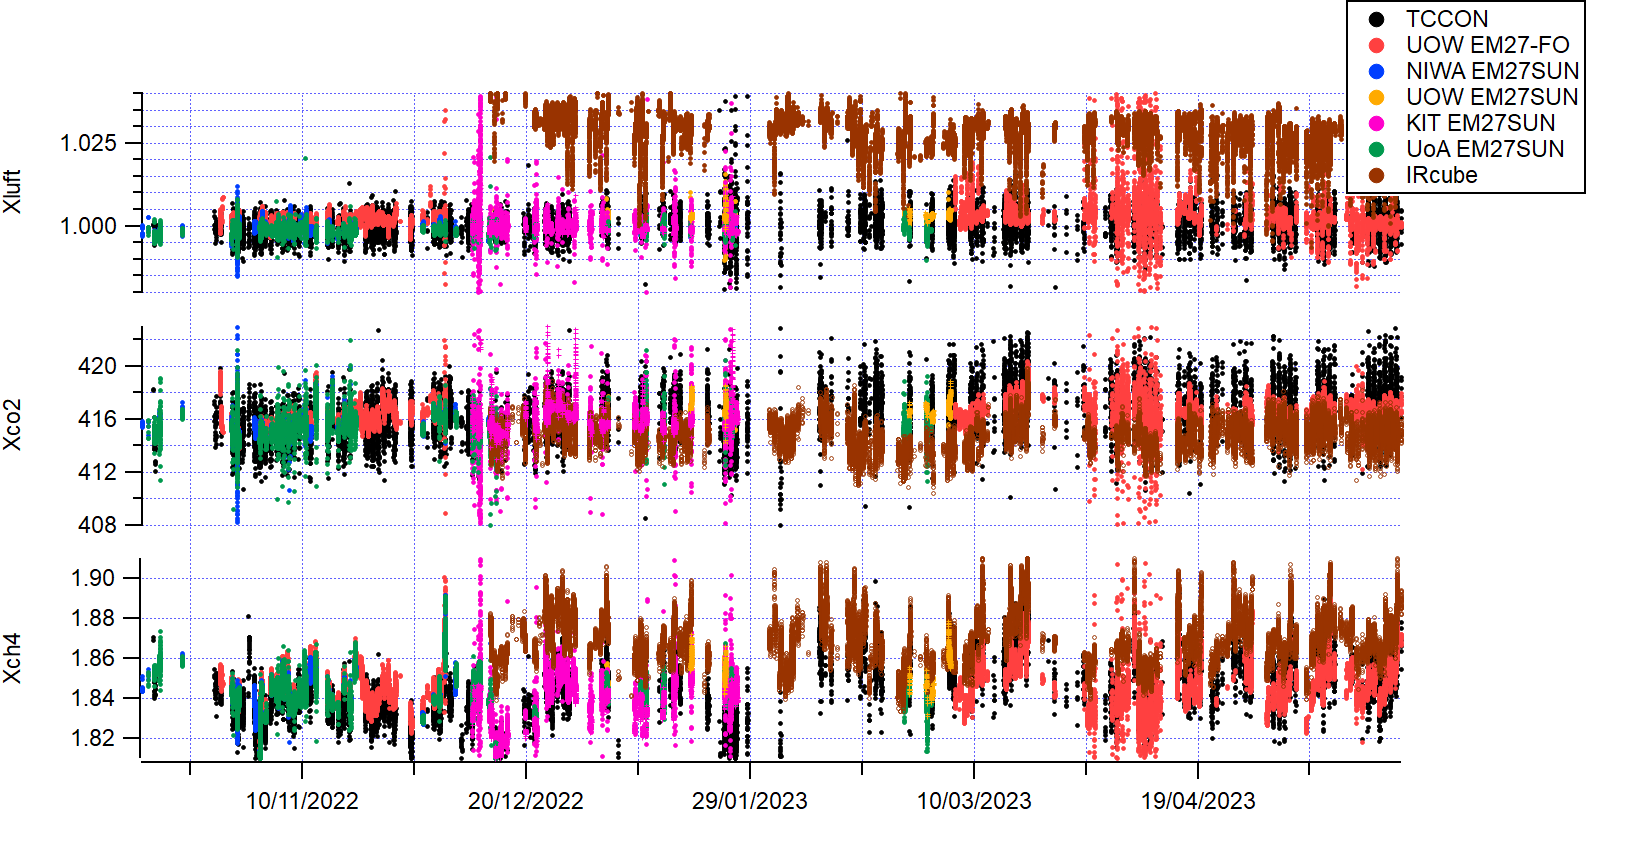 TCCON
UOW EM27-FO
NIWA EM27SUN
UOW EM27SUN
KIT EM27SUN
UoA EM27SUN
IRcube
Xluft
1.025
1.000
Xco2
420
416
412
408
Xch4
1.90
1.88
1.86
1.84
1.82
10/11/2022 20/12/2022 29/01/2023 10/03/2023 19/04/2023